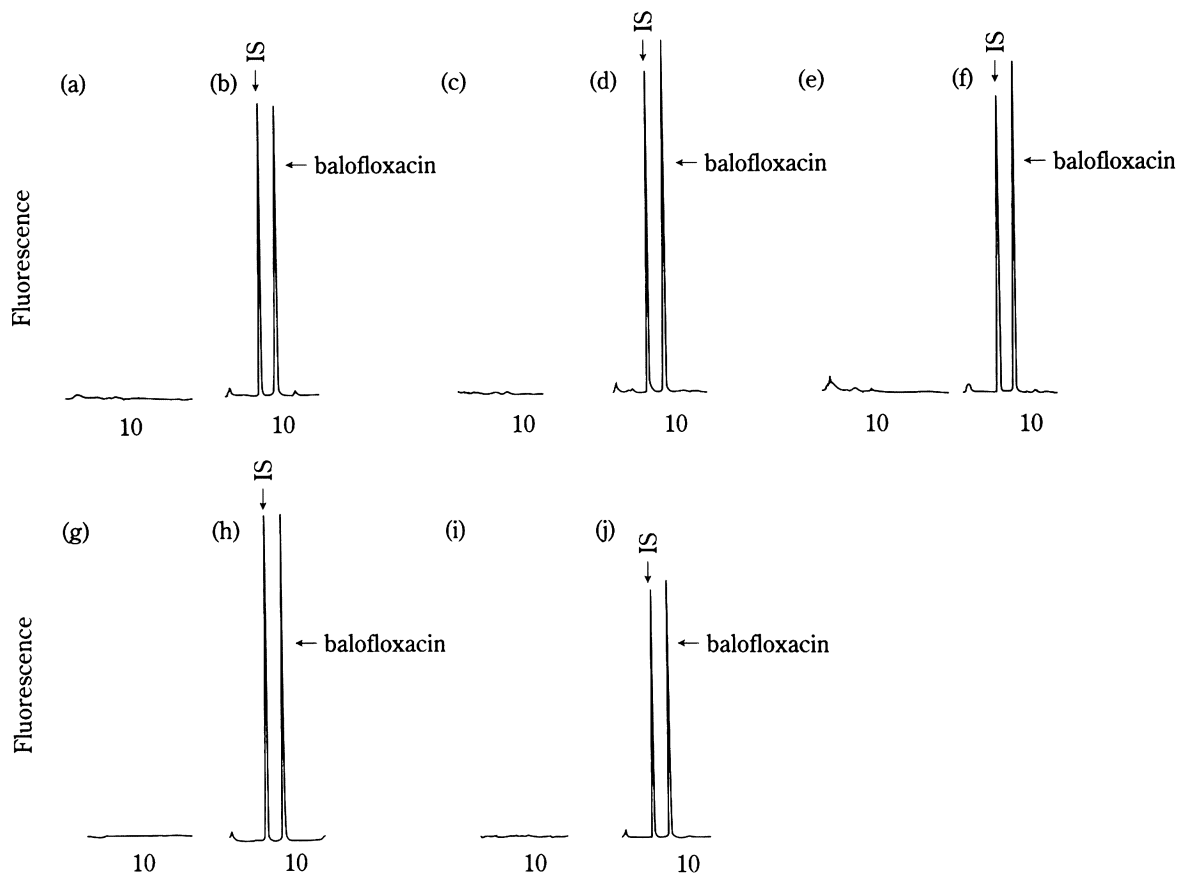 IS
(a)
(b)
balofloxacin
(c)
IS
(d)
balofloxacin
(e)
IS
(f)
balofloxacin
Fluorescence
10
10
10
10
10
10
IS
(g)
(h)
balofloxacin
(i)
IS
(j)
balofloxacin
Fluorescence
10
10
10
10